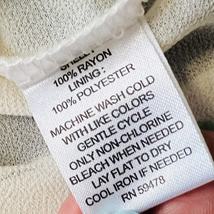 SHELL:
100% RAYON
LINING:
100% POLYESTER
MACHINE WASH COLD
WITH LIKE COLORS
GENTLE CYCLE
ONLY NON-CHLORINE
BLEACH WHEN NEEDED
LAY FLAT TO DRY
COOL IRON IF NEEDED
RN 59478